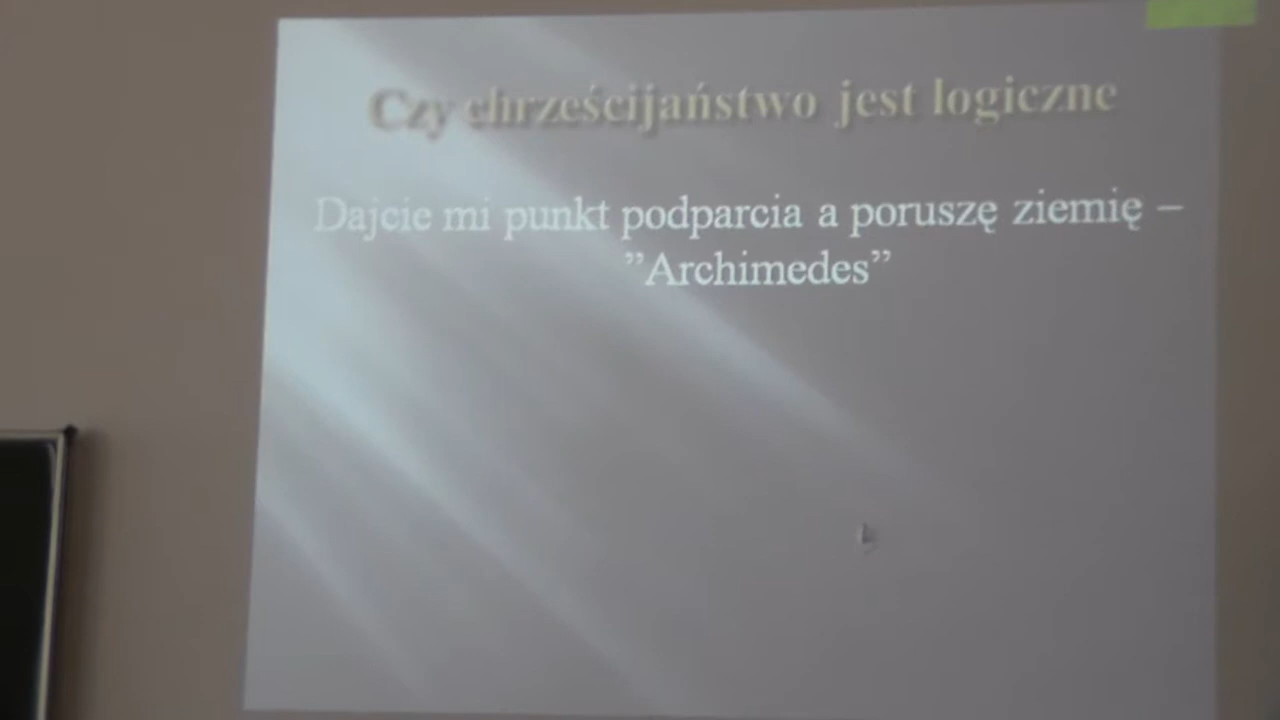 Czy chrześcijaństwo jest logiczne
Dajcie mi punkt podparcia a poruszę ziemię –
”Archimedes”